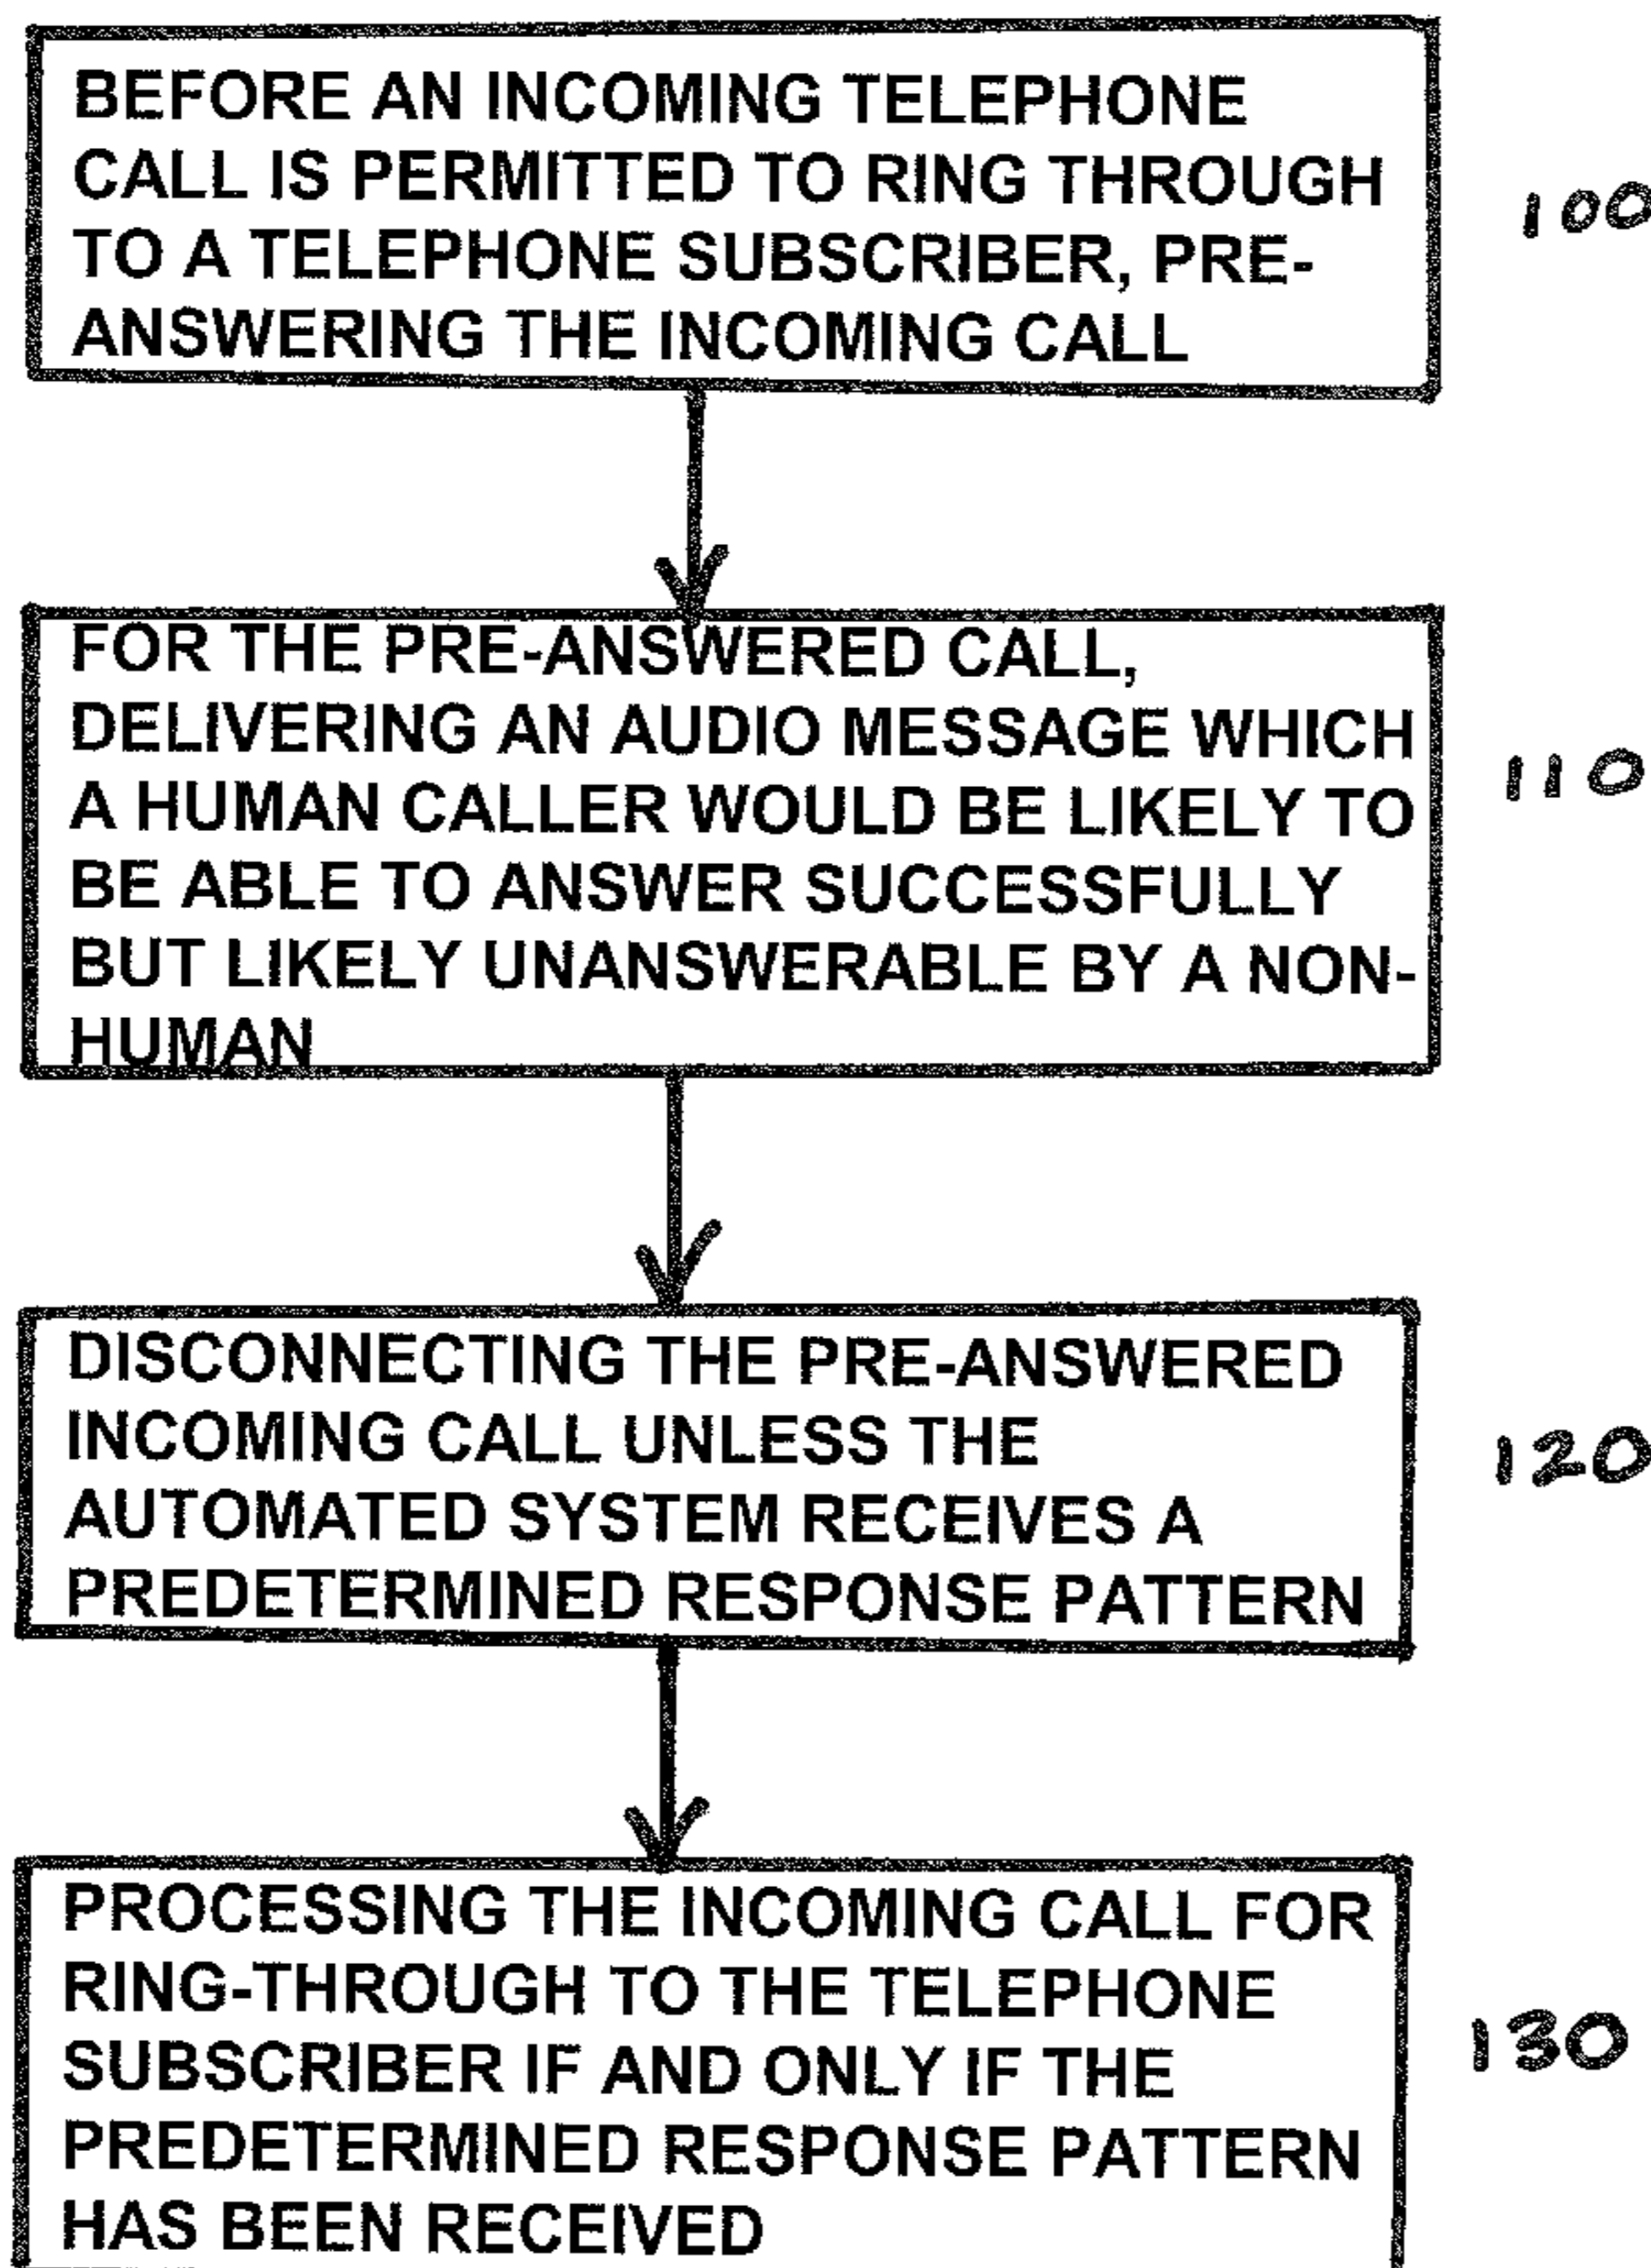 BEFORE AN INCOMING TELEPHONE
CALL IS PERMITTED TO RING THROUGH
TO A TELEPHONE SUBSCRIBER, PRE-
ANSWERING THE INCOMING CALL
100
FOR THE PRE-ANSWERED CALL,
DELIVERING AN AUDIO MESSAGE WHICH
A HUMAN CALLER WOULD BE LIKELY TO
BE ABLE TO ANSWER SUCCESSFULLY
BUT LIKELY UNANSWERABLE BY A NON-
HUMAN
110
DISCONNECTING THE PRE-ANSWERED
INCOMING CALL UNLESS THE
AUTOMATED SYSTEM RECEIVES A
PREDETERMINED RESPONSE PATTERN
120
PROCESSING THE INCOMING CALL FOR
RING-THROUGH TO THE TELEPHONE
SUBSCRIBER IF AND ONLY IF THE
PREDETERMINED RESPONSE PATTERN
HAS BEEN RECEIVED
130